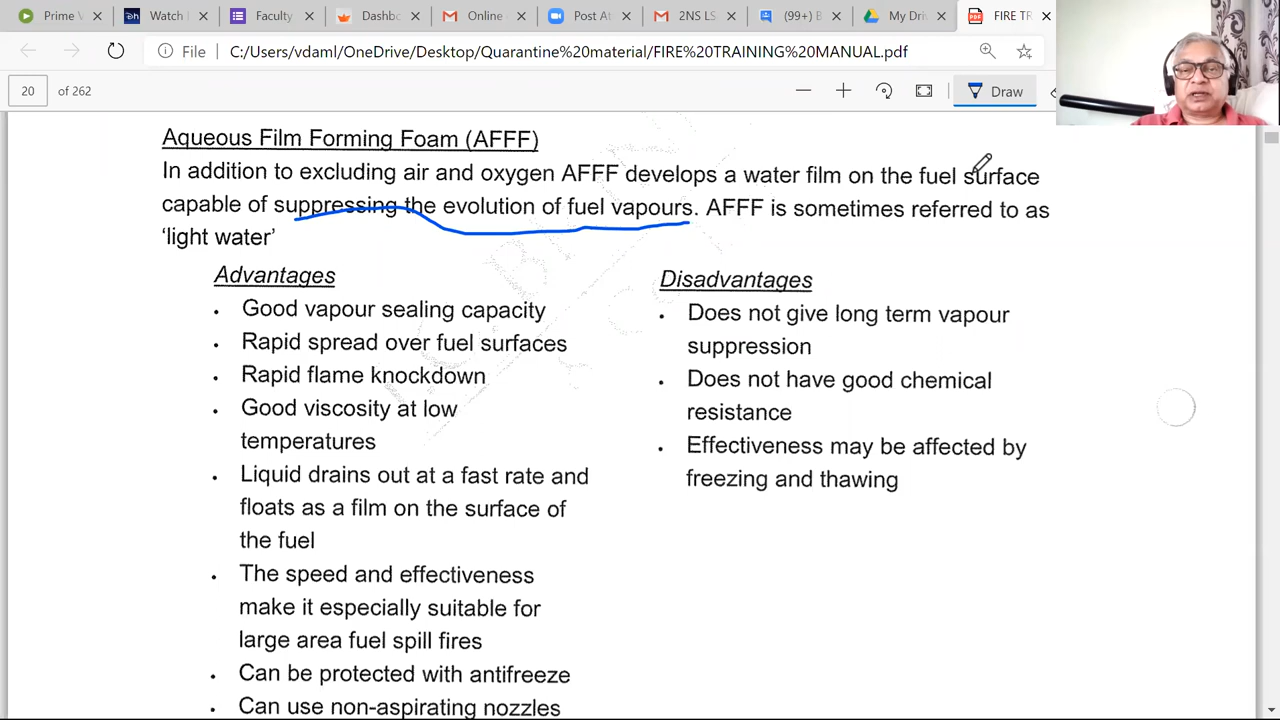 Prime V
Watch
Faculty
Dashbo
Online
Post At
2NS 1S
(99+) B
My Driv
FIRE TR
File
C:/Users/vdaml/OneDrive/Desktop/Quarantine%20material/FIRE%20TRAINING%20MANUAL.pdf
20 of 262
Draw
Aqueous Film Forming Foam (AFFF)
In addition to excluding air and oxygen AFFF develops a water film on the fuel surface
capable of suppressing the evolution of fuel vapours. AFFF is sometimes referred to as
'light water'
Advantages
Good vapour sealing capacity
Rapid spread over fuel surfaces
Rapid flame knockdown
Good viscosity at low
temperatures
Liquid drains out at a fast rate and
floats as a film on the surface of
the fuel
The speed and effectiveness
make it especially suitable for
large area fuel spill fires
Can be protected with antifreeze
Can use non-aspirating nozzles
Disadvantages
Does not give long term vapour
suppression
Does not have good chemical
resistance
Effectiveness may be affected by
freezing and thawing